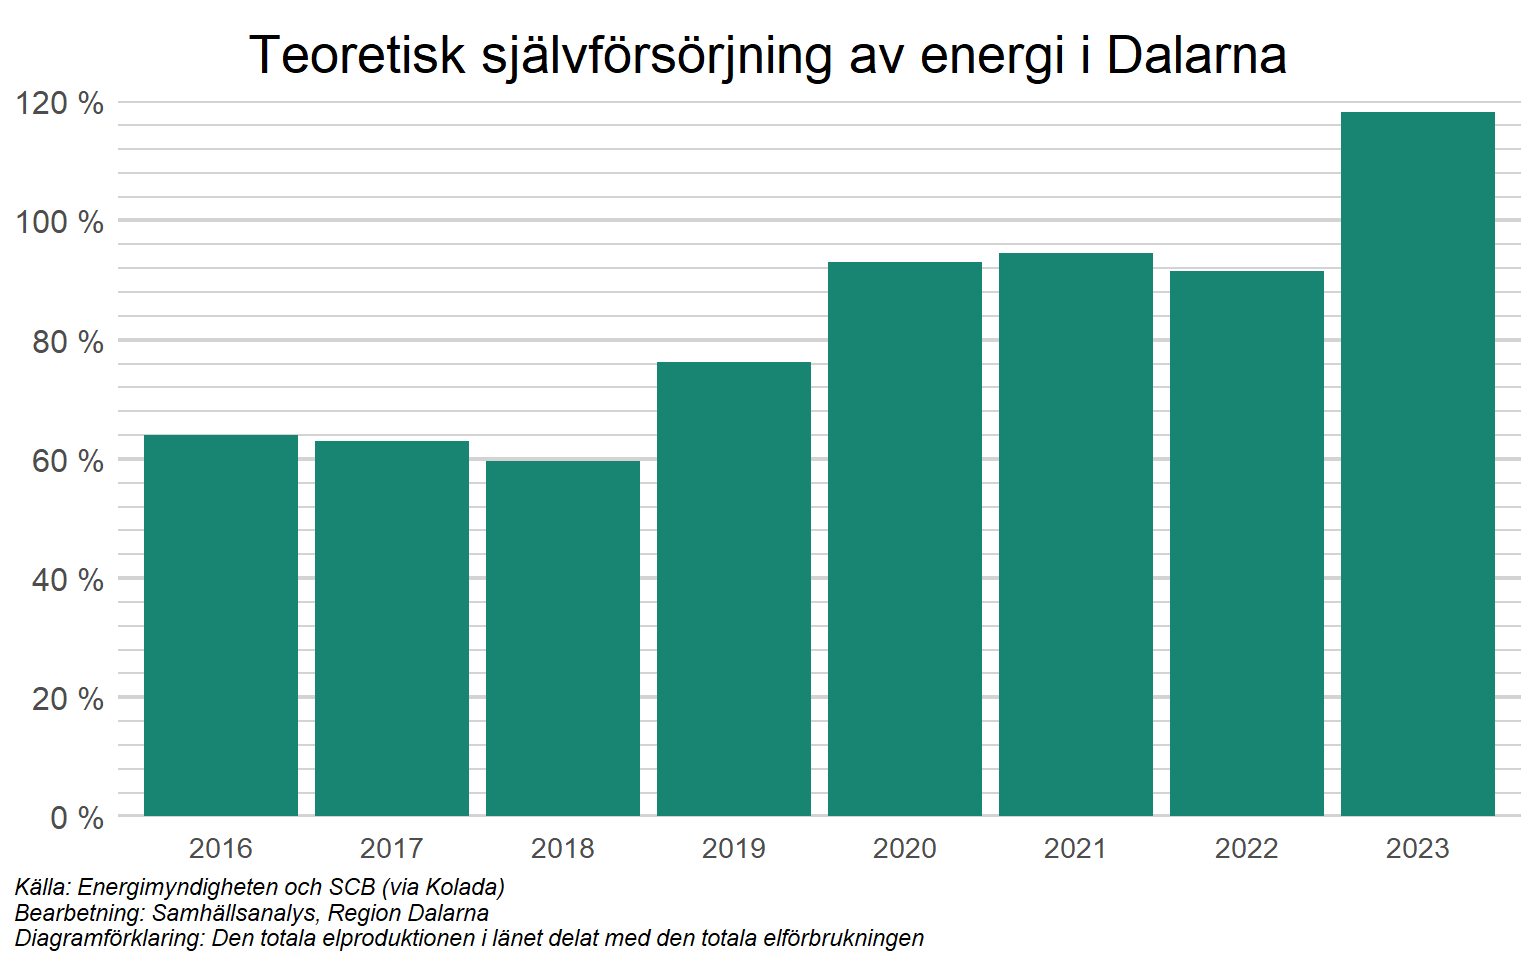 Teoretisk självförsörjning av energi i Dalarna
120 %
100 %
80 %
60 %
40 %
20 %
0 %
2016 2017 2018 2019 2020 2021 2022 2023
Källa: Energimyndigheten och SCB (via Kolada)
Bearbetning: Samhällsanalys, Region Dalarna
Diagramförklaring: Den totala elproduktionen i länet delat med den totala elförbrukningen